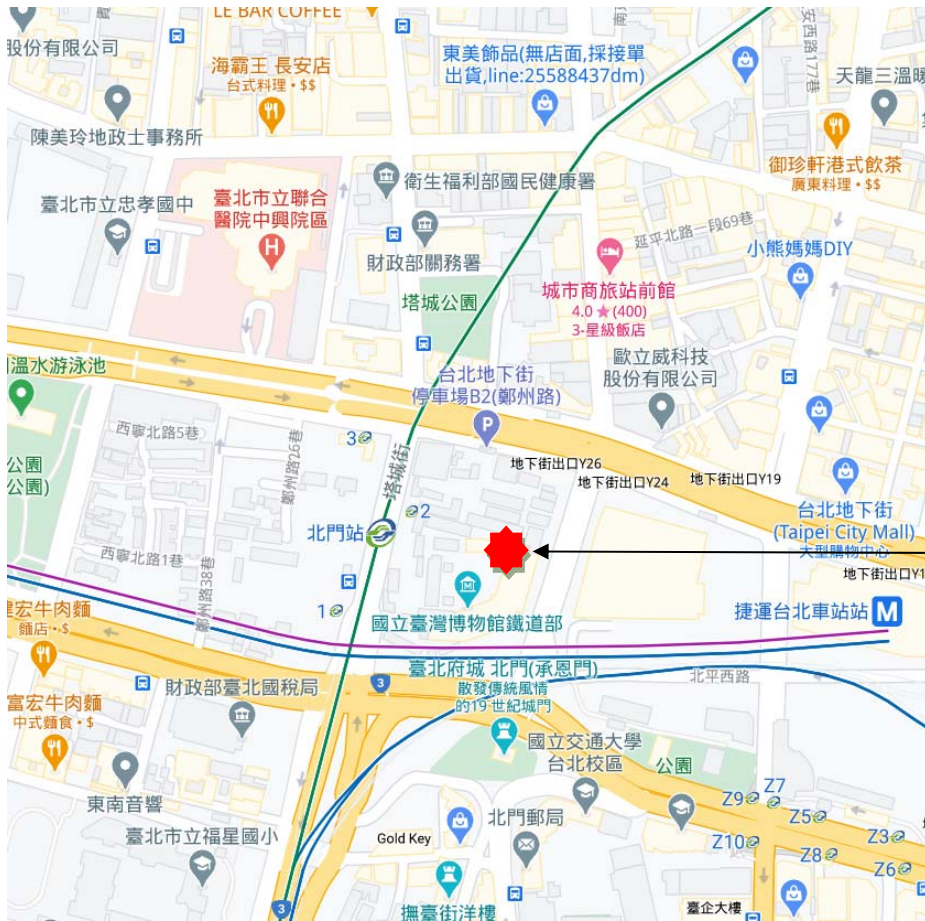 LE BAR COFFEE
股份有限公司
海霸王 長安店
台式料理・$$
陳美玲地政士事務所
東美飾品(無店面,採接單
出貨,line:25588437dm)
安西路177巷
天龍三溫暖
御珍軒港式飲茶
廣東料理・$$
臺北市立忠孝國中
臺北市立聯合
醫院中興院區
H
衛生福利部國民健康署
財政部關務署
延平北路一段69巷
小熊媽媽DIY
塔城公園
城市商旅站前館
4.0 ★ (400)
3-星級飯店
歐立威科技
股份有限公司
溫水游泳池
台北地下街
停車場B2(鄭州路)
P
西寧北路5巷
鄭州路26巷
3
塔城街
地下街出口Y26
地下街出口Y24
地下街出口Y19
公園
公園)
台北地下街
(Taipei City Mall)
大型購物中心
2
北門站
西寧北路1巷
鄭州路38巷
地下街出口Y1
1
國立臺灣博物館鐵道部
捷運台北車站站
M
建宏牛肉麵
麵店・$
財政部臺北國稅局
3
臺北府城 北門(承恩門)
散發傳統風情
的19 世紀城門
北平西路
富宏牛肉麵
中式麵食・$
國立交通大學
台北校區
公園
東南音響
Z9
Z7
Z5
Z3
Z10
Z8
Z6
臺北市立福星國小
Gold Key
北門郵局
3
撫臺街洋樓
臺企大樓